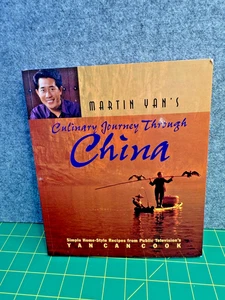 MARTIN YAN'S
Culinary Journey Through
China
Simple Home-Style Recipes from Public Television's
YAN CAN COOK